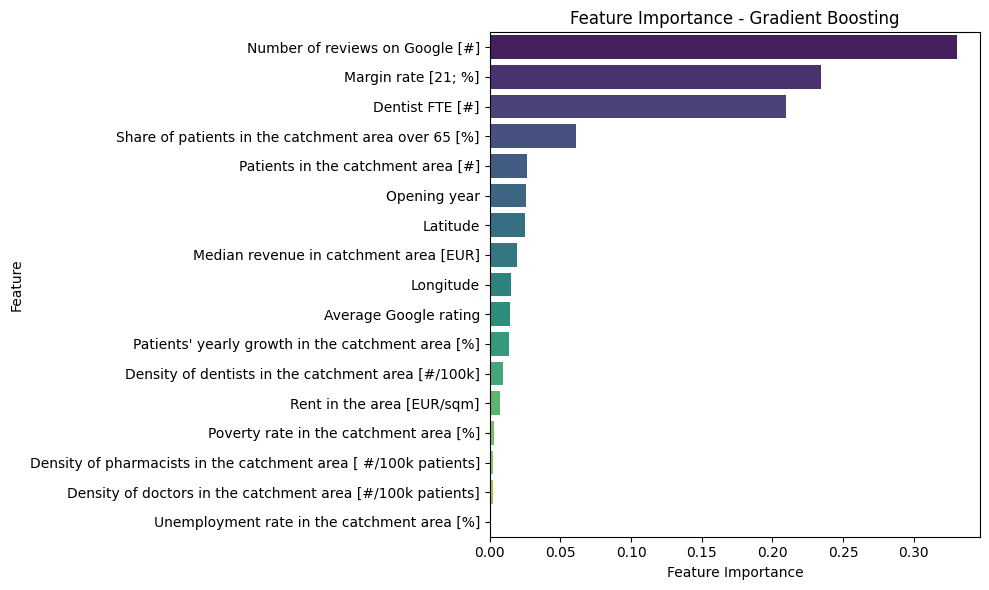 Feature Importance - Gradient Boosting
Feature
Number of reviews on Google [#]
Margin rate [21; %]
Dentist FTE [#]
Share of patients in the catchment area over 65 [%]
Patients in the catchment area [#]
Opening year
Latitude
Median revenue in catchment area [EUR]
Longitude
Average Google rating
Patients' yearly growth in the catchment area [%]
Density of dentists in the catchment area [#/100k]
Rent in the area [EUR/sqm]
Poverty rate in the catchment area [%]
Density of pharmacists in the catchment area [ #/100k patients]
Density of doctors in the catchment area [#/100k patients]
Unemployment rate in the catchment area [%]
0.00 0.05 0.10 0.15 0.20 0.25 0.30
Feature Importance